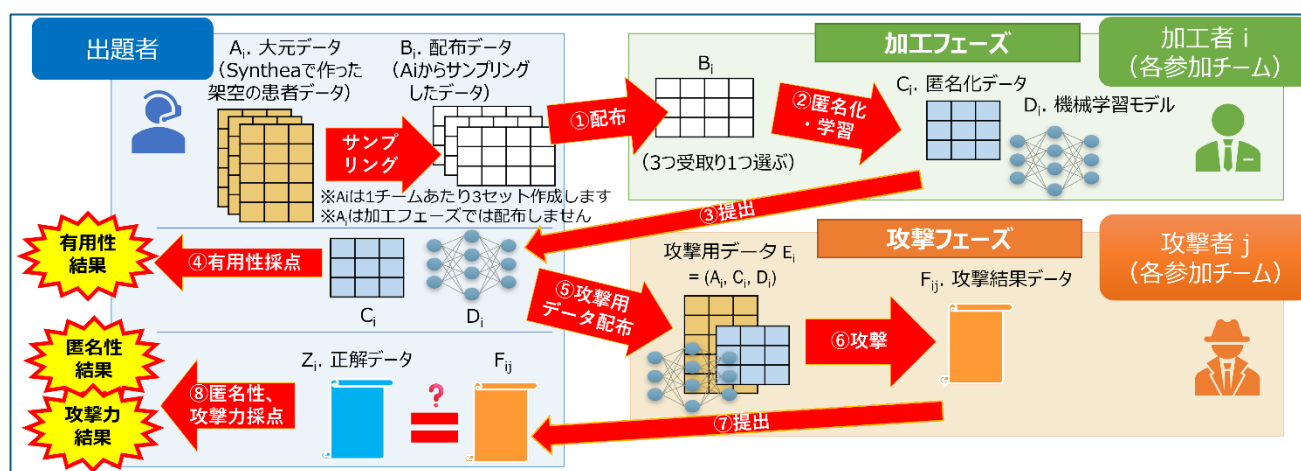 出題者
Ai. 大元データ
（Syntheaで作った
架空の患者データ）
Bi. 配布データ
（Aiからサンプリング
したデータ）
サンプ
リング
※Aiは1チームあたり3セット作成します
※Aiは加工フェーズでは配布しません
①配布
加工フェーズ
加工者 i
（各参加チーム）
Bi
（3つ受取り1つ選ぶ）
②匿名化
・学習
Ci. 匿名化データ
Di. 機械学習モデル
③提出
有用性
結果
④有用性採点
Ci
Di
⑤攻撃用
データ配布
攻撃フェーズ
攻撃者 j
（各参加チーム）
攻撃用データ Ei
= (Ai, Ci, Di)
⑥攻撃
Fij. 攻撃結果データ
⑦提出
匿名性
結果
攻撃力
結果
⑧匿名性、
攻撃力採点
Zi. 正解データ
?
Fij